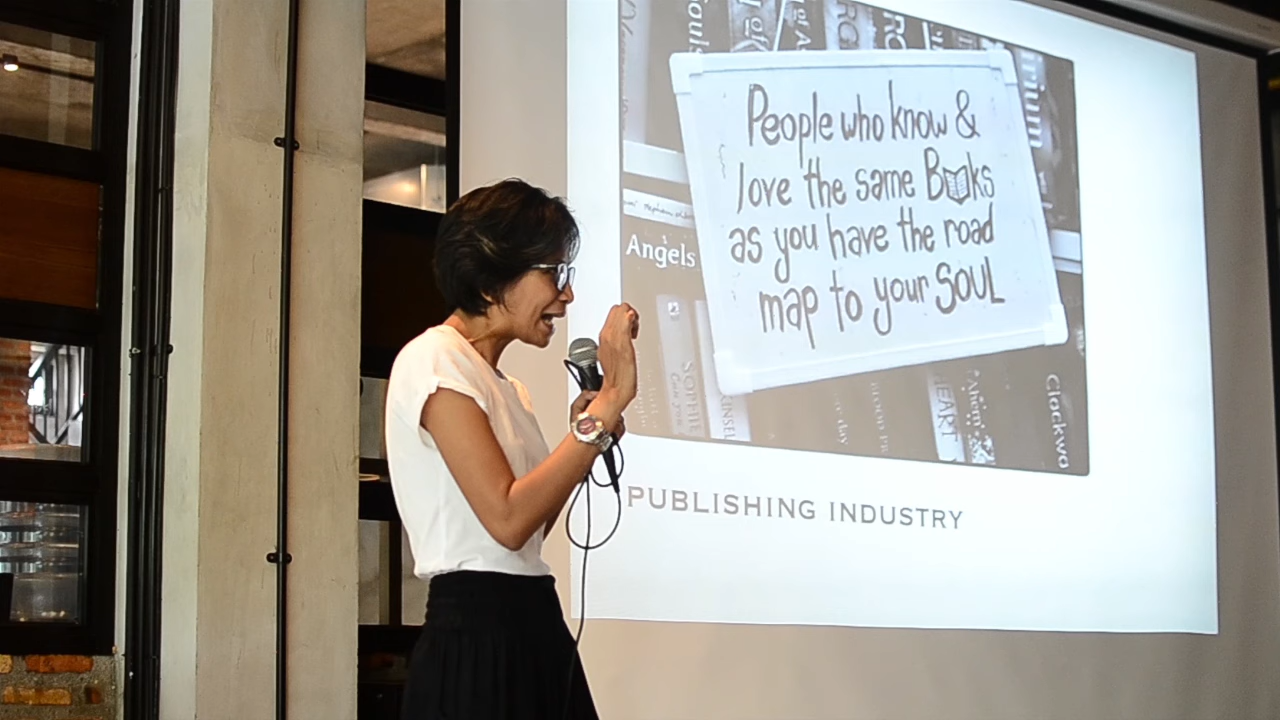 People who know &
love the same Books
as you have the road
map to your SOUL
Angels
SOPHIE
HEART
Clockwo
PUBLISHING INDUSTRY